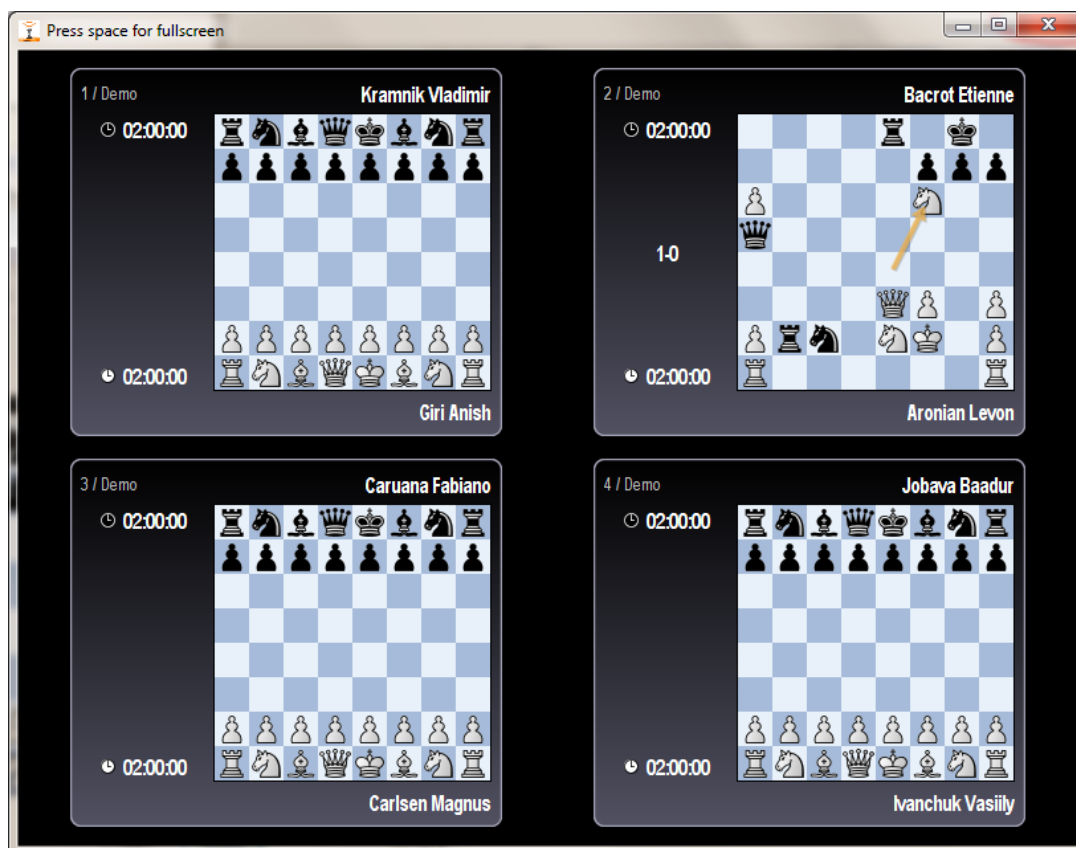 Press space for fullscreen
1 / Demo
Kramnik Vladimir
02:00:00
02:00:00
Giri Anish
2 / Demo
Bacrot Etienne
02:00:00
1-0
02:00:00
Aronian Levon
3 / Demo
Caruana Fabiano
02:00:00
02:00:00
Carlsen Magnus
4 / Demo
Jobava Baadur
02:00:00
02:00:00
Ivanchuk Vasiily